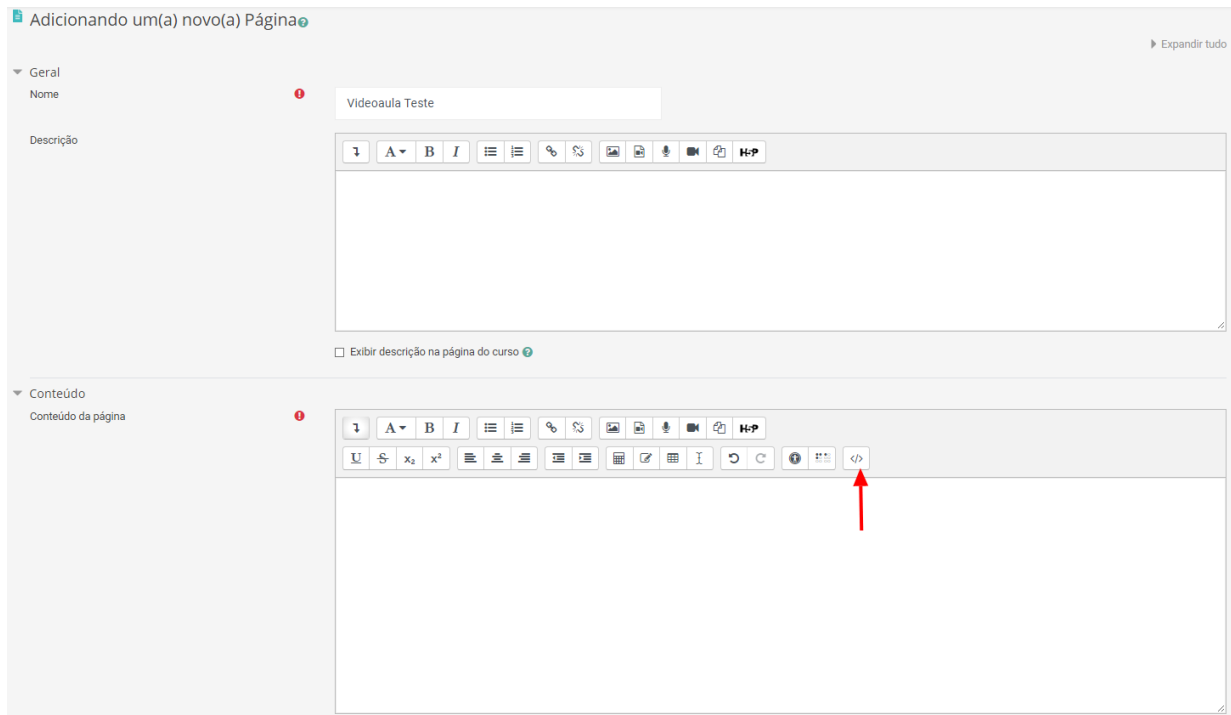 Adicionando um(a) novo(a) Página
Expandir tudo
Geral
Nome
Videoaula Teste
Descrição
A B I H-P
Exibir descrição na página do curso
Conteúdo
Conteúdo da página
A B I H-P
U S x₂ x² </>